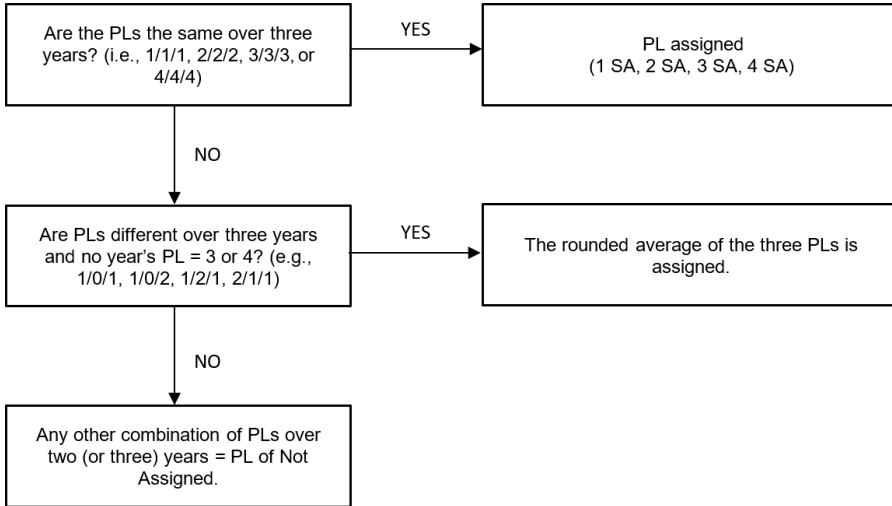 Are the PLs the same over three
years? (i.e., 1/1/1, 2/2/2, 3/3/3, or
4/4/4)
YES
PL assigned
(1 SA, 2 SA, 3 SA, 4 SA)
NO
Are PLs different over three years
and no year's PL = 3 or 4? (e.g.,
1/0/1, 1/0/2, 1/2/1, 2/1/1)
YES
The rounded average of the three PLs is
assigned.
NO
Any other combination of PLs over
two (or three) years = PL of Not
Assigned.